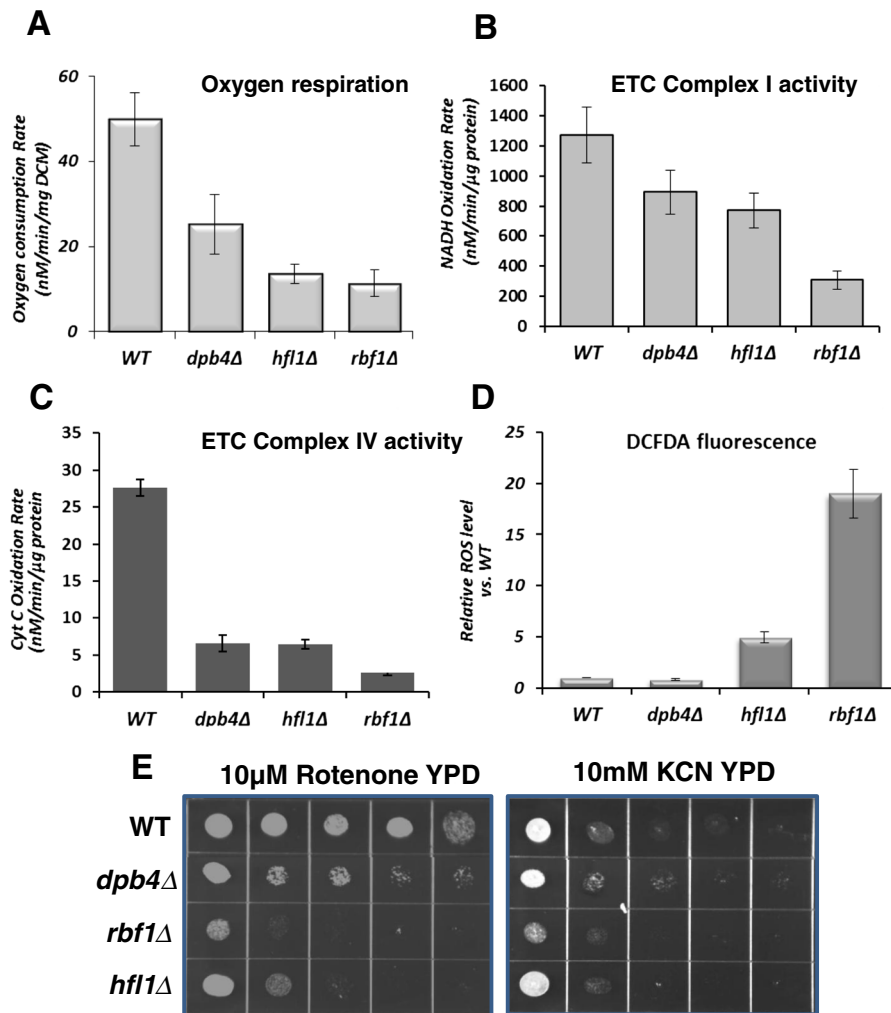 A
Oxygen respiration
Oxygen consumption Rate
(nM/min/mg DCM)
60
40
20
0
WT dpb4Δ hfl1Δ rbf1Δ
B
ETC Complex I activity
NADH Oxidation Rate
(nM/min/µg protein)
1600
1400
1200
1000
800
600
400
200
0
WT dpb4Δ hfl1Δ rbf1Δ
C
ETC Complex IV activity
Cyt C Oxidation Rate
(nM/min/µg protein
35
30
25
20
15
10
5
0
WT dpb4Δ hfl1Δ rbf1Δ
D
DCFDA fluorescence
Relative ROS level
vs. WT
25
20
15
10
5
0
WT dpb4Δ hfl1Δ rbf1Δ
E
10µM Rotenone YPD
10mM KCN YPD
WT
dpb4Δ
rbf1Δ
hfl1Δ